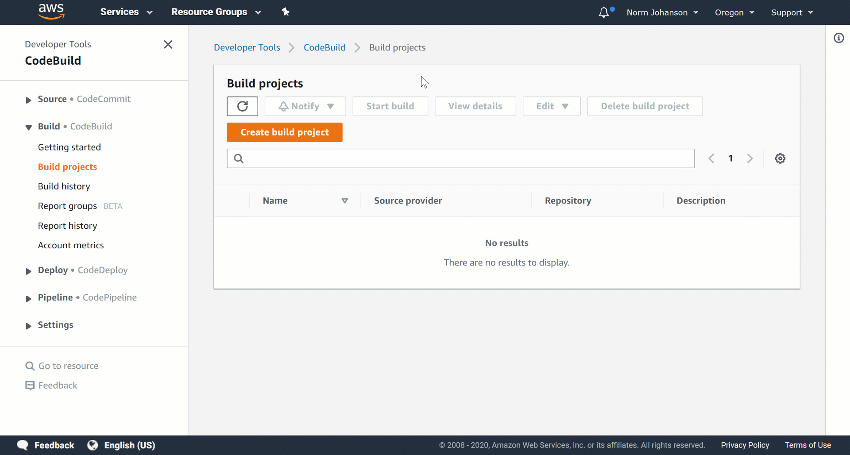 aws Services Resource Groups Norm Johanson Oregon Support
Developer Tools
CodeBuild
Source • CodeCommit
Build • CodeBuild
Getting started
Build projects
Build history
Report groups BETA
Report history
Account metrics
Deploy • CodeDeploy
Pipeline • CodePipeline
Settings
Go to resource
Feedback
Developer Tools CodeBuild Build projects
Build projects
Notify Start build View details Edit Delete build project
Create build project
1
Name Source provider Repository Description
No results
There are no results to display.
Feedback English (US) © 2008 - 2020, Amazon Web Services, Inc. or its affiliates. All rights reserved. Privacy Policy Terms of Use